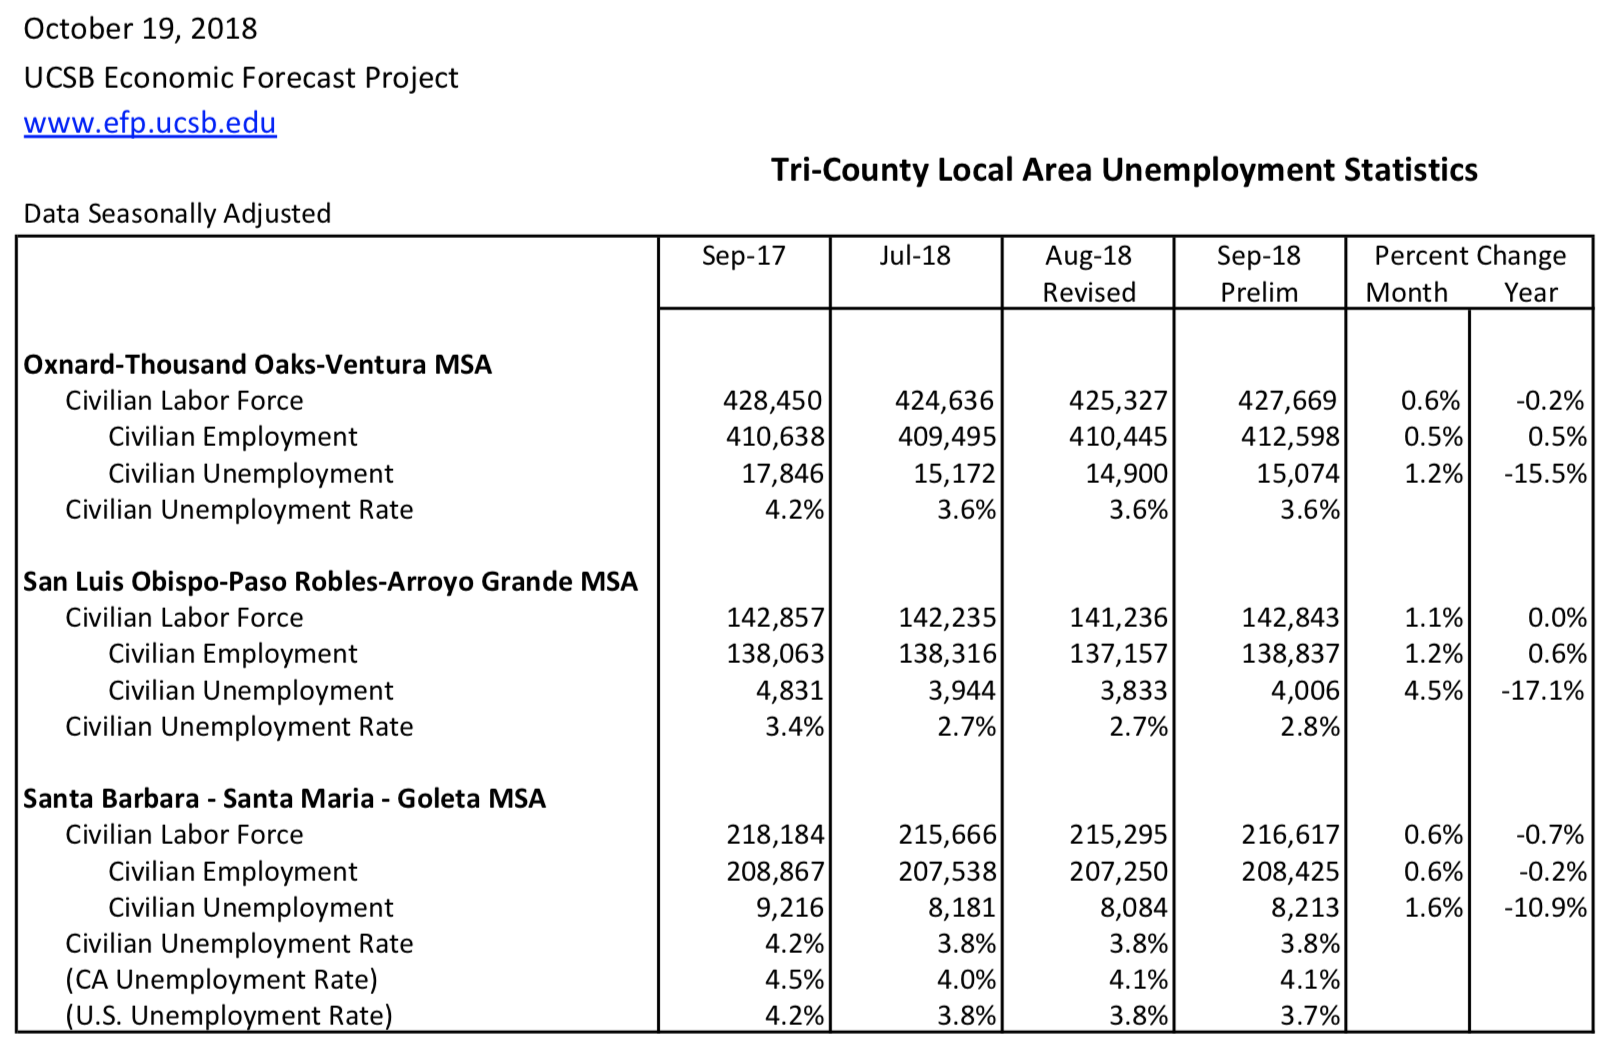 October 19, 2018
UCSB Economic Forecast Project
www.efp.ucsb.edu
Tri-County Local Area Unemployment Statistics
Data Seasonally Adjusted
Sep-17 Jul-18 Aug-18 Sep-18 Percent Change
Revised Prelim Month Year
Oxnard-Thousand Oaks-Ventura MSA
Civilian Labor Force 428,450 424,636 425,327 427,669 0.6% -0.2%
Civilian Employment 410,638 409,495 410,445 412,598 0.5% 0.5%
Civilian Unemployment 17,846 15,172 14,900 15,074 1.2% -15.5%
Civilian Unemployment Rate 4.2% 3.6% 3.6% 3.6%
San Luis Obispo-Paso Robles-Arroyo Grande MSA
Civilian Labor Force 142,857 142,235 141,236 142,843 1.1% 0.0%
Civilian Employment 138,063 138,316 137,157 138,837 1.2% 0.6%
Civilian Unemployment 4,831 3,944 3,833 4,006 4.5% -17.1%
Civilian Unemployment Rate 3.4% 2.7% 2.7% 2.8%
Santa Barbara - Santa Maria - Goleta MSA
Civilian Labor Force 218,184 215,666 215,295 216,617 0.6% -0.7%
Civilian Employment 208,867 207,538 207,250 208,425 0.6% -0.2%
Civilian Unemployment 9,216 8,181 8,084 8,213 1.6% -10.9%
Civilian Unemployment Rate 4.2% 3.8% 3.8% 3.8%
(CA Unemployment Rate) 4.5% 4.0% 4.1% 4.1%
(U.S. Unemployment Rate) 4.2% 3.8% 3.8% 3.7%